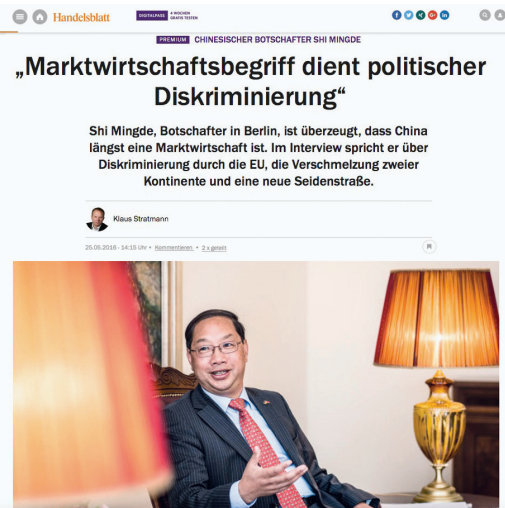 Handelsblatt
DIGITALPASS
4 WOCHEN
GRATIS TESTEN
PREMIUM CHINESISCHER BOTSCHAFTER SHI MINGDE
„Marktwirtschaftsbegriff dient politischer
Diskriminierung“
Shi Mingde, Botschafter in Berlin, ist überzeugt, dass China
längst eine Marktwirtschaft ist. Im Interview spricht er über
Diskriminierung durch die EU, die Verschmelzung zweier
Kontinente und eine neue Seidenstraße.
Klaus Stratmann
25.05.2016 - 14:15 Uhr • Kommentieren • 2 x geteilt